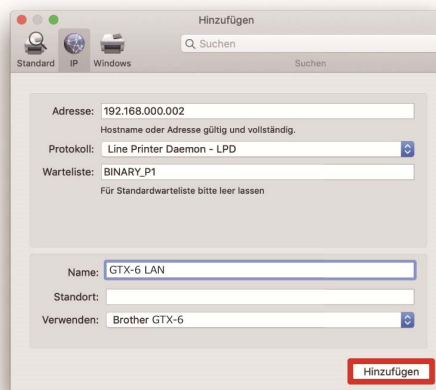 Hinzufügen
Suchen
Standard IP Windows
Suchen
Adresse: 192.168.000.002
Hostname oder Adresse gültig und vollständig.
Protokoll: Line Printer Daemon - LPD
Warteliste: BINARY_P1
Für Standardwarteliste bitte leer lassen
Name: GTX-6 LAN
Standort:
Verwenden: Brother GTX-6
Hinzufügen